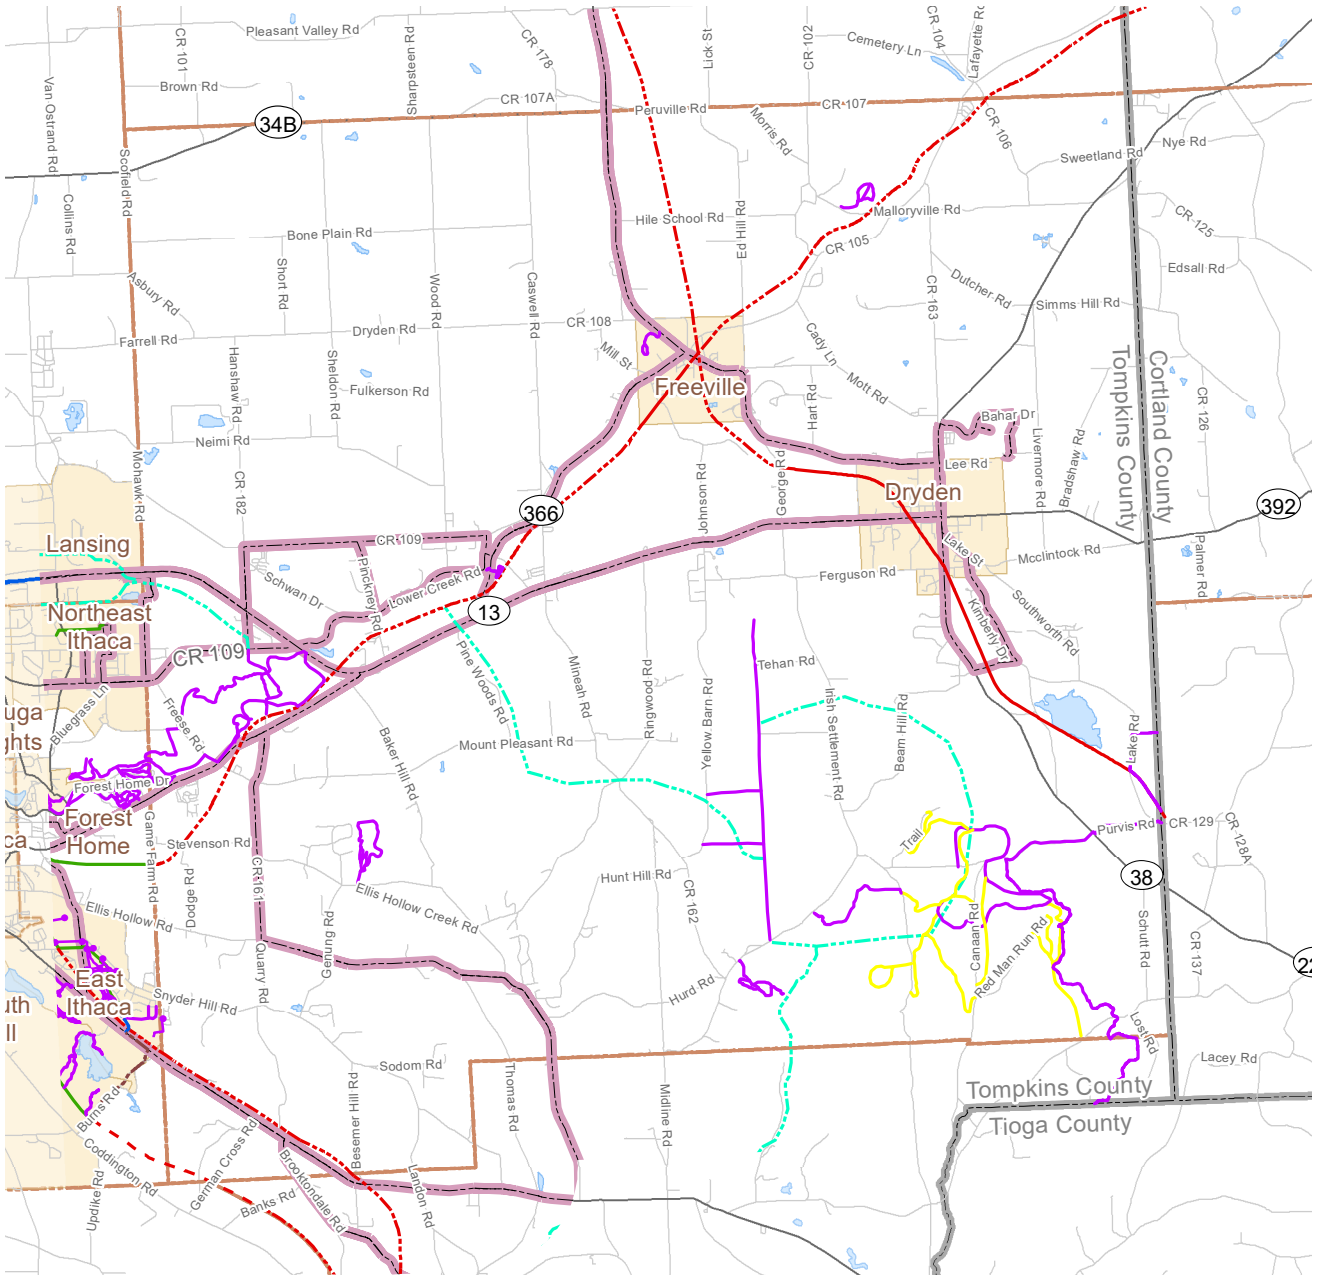 Pleasant Valley Rd
CR 101
Sharpsteen Rd
CR 178
Lick St
CR 102
Cemetery Ln
CR 104
Lafayette Rd
Van Ostrand Rd
Brown Rd
CR 107A
Peruville Rd
CR 107
34B
Morris Rd
CR 106
Sweetland Rd
Nye Rd
Scofield Rd
Collins Rd
Bone Plain Rd
Hile School Rd
Ed Hill Rd
Malloryville Rd
CR 105
CR 125
Edsall Rd
Asbury Rd
Short Rd
Wood Rd
Caswell Rd
CR 163
Dutcher Rd
Simms Hill Rd
Farrell Rd
Dryden Rd
CR 108
Mill St
Cady Ln
Mott Rd
Hanshaw Rd
Sheldon Rd
Fulkerson Rd
Freeville
Hart Rd
Tompkins County
Cortland County
CR 126
Bahar Dr
Neimi Rd
Mohawk Rd
CR 182
Johnson Rd
George Rd
Lee Rd
Livermore Rd
Bradshaw Rd
Dryden
392
366
Lansing
CR 109
Lake St
Mcclintock Rd
Palmer Rd
Schwan Dr
Pinckney Rd
Lower Creek Rd
Ferguson Rd
13
Northeast
Ithaca
CR 109
Kimberly Dr
Southworth Rd
Pine Woods Rd
Mineah Rd
Ringwood Rd
Tehan Rd
Yellow Barn Rd
Irish Settlement Rd
Beam Hill Rd
Lake Rd
uga
ghts
Bluegrass Ln
Freese Rd
Baker Hill Rd
Mount Pleasant Rd
Forest Home Dr
Forest
Home
ca
Game Farm Rd
Stevenson Rd
Trail
Purvis Rd
CR 129
CR 128A
38
Dodge Rd
CR 161
Ellis Hollow Creek Rd
Hunt Hill Rd
CR 162
Ellis Hollow Rd
Genung Rd
Quarry Rd
Canaan Rd
Red Man Run Rd
Schutt Rd
CR 137
22
East
Ithaca
uth
ll
Snyder Hill Rd
Hurd Rd
Lost Rd
Lacey Rd
Sodom Rd
Thomas Rd
Besemer Hill Rd
Midline Rd
Tompkins County
Tioga County
Burns Rd
Coddington Rd
Updike Rd
German Cross Rd
Banks Rd
Brooktondale Rd
Landon Rd